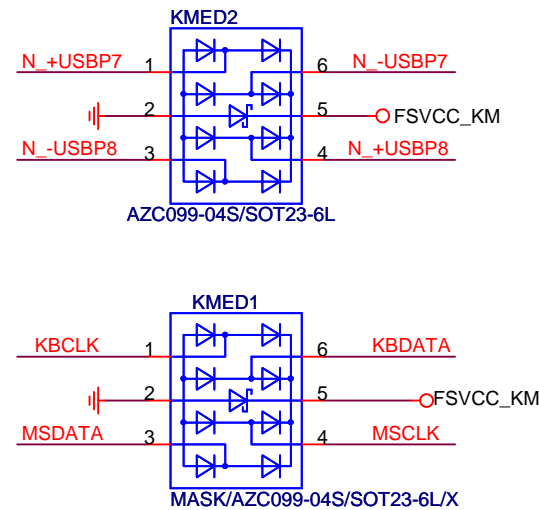 KMED2
N_+USBP7 1 6 N_-USBP7
2 5 FSVCC_KM
N_-USBP8 3 4 N_+USBP8
AZC099-04S/SOT23-6L
KMED1
KBCLK 1 6 KBDATA
2 5 FSVCC_KM
MSDATA 3 4 MSCLK
MASK/AZC099-04S/SOT23-6L/X